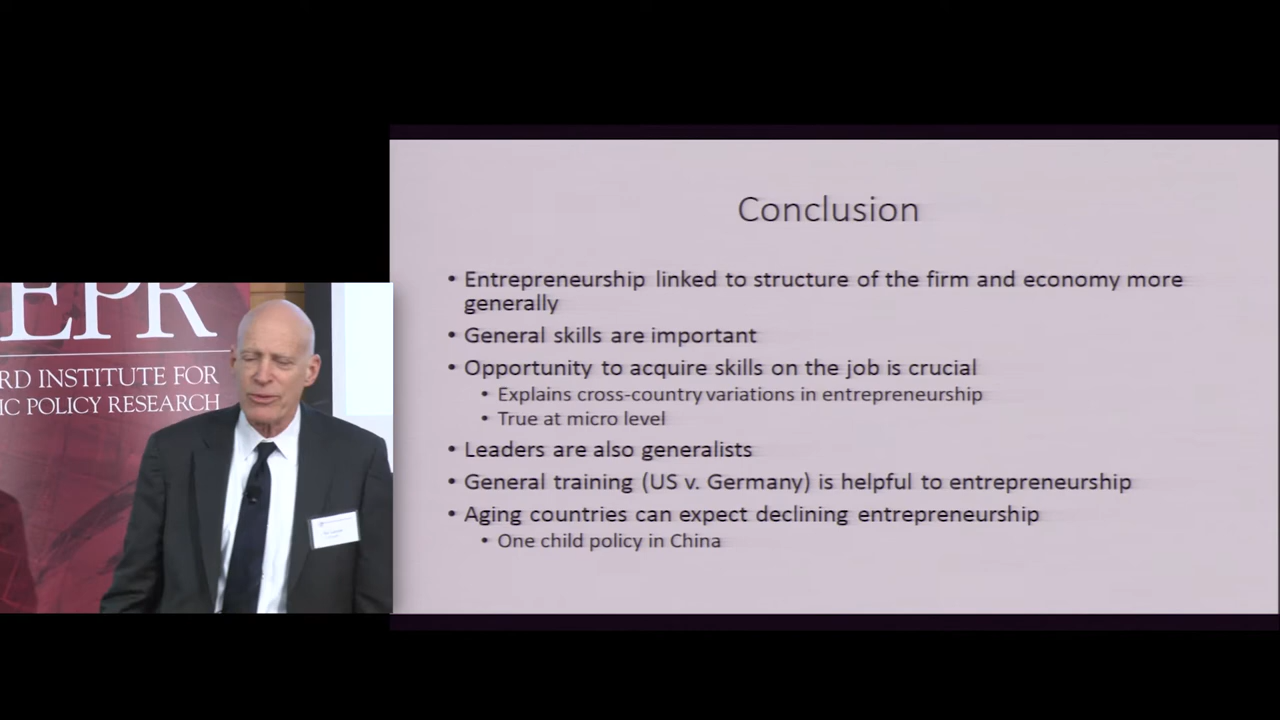 EPR
RD INSTITUTE FOR
IC POLICY RESEARCH
Conclusion
• Entrepreneurship linked to structure of the firm and economy more
generally
• General skills are important
• Opportunity to acquire skills on the job is crucial
• Explains cross-country variations in entrepreneurship
• True at micro level
• Leaders are also generalists
• General training (US v. Germany) is helpful to entrepreneurship
• Aging countries can expect declining entrepreneurship
• One child policy in China